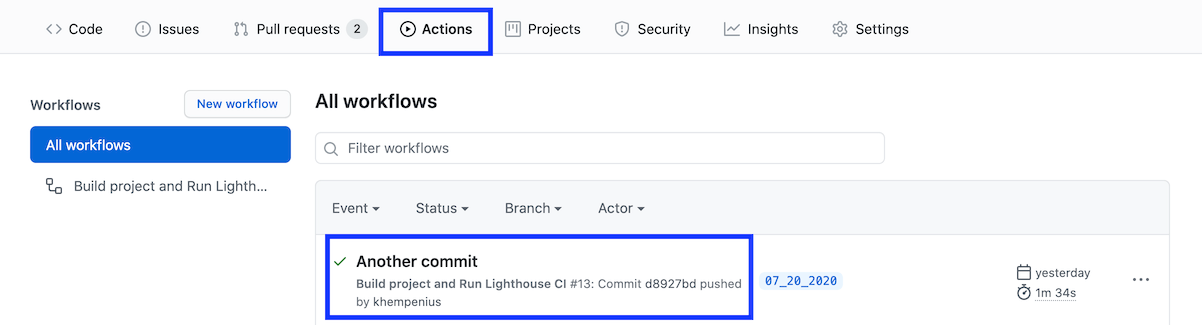 Code Issues Pull requests 2 Actions Projects Security Insights Settings
Workflows New workflow
All workflows
Build project and Run Lighth...
All workflows
Filter workflows
Event Status Branch Actor
Another commit
Build project and Run Lighthouse CI #13: Commit d8927bd pushed
by khempenius
07_20_2020
yesterday
1m 34s